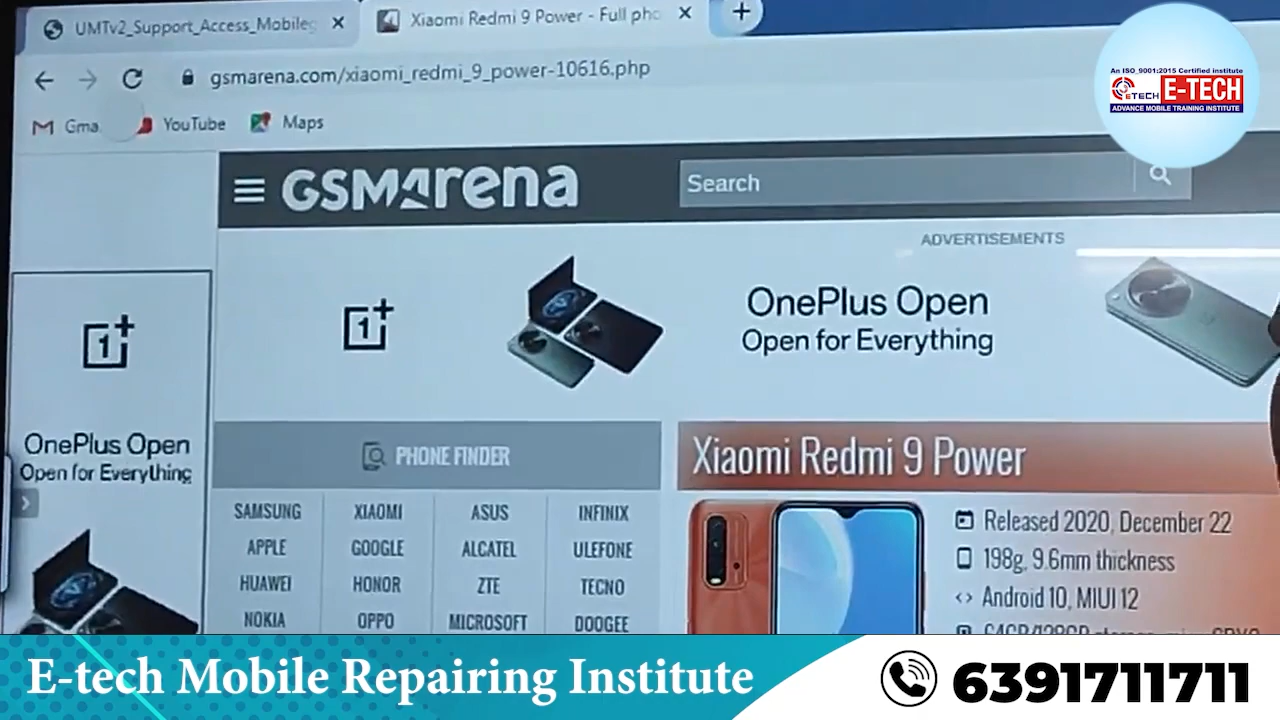 UMTv2_Support_Access_Mobileg
Xiaomi Redmi 9 Power - Full pho
gsmarena.com/xiaomi_redmi_9_power-10616.php
Gma
YouTube
Maps
An ISO_9001:2015 Certified institute
ETECH E-TECH
ADVANCE MOBILE TRAINING INSTITUTE
GSMArena
Search
ADVERTISEMENTS
OnePlus Open
Open for Everything
OnePlus Open
Open for Everything
PHONE FINDER
SAMSUNG XIAOMI ASUS INFINIX
APPLE GOOGLE ALCATEL ULEFONE
HUAWEI HONOR ZTE TECNO
NOKIA OPPO MICROSOFT DOOGEE
Xiaomi Redmi 9 Power
Released 2020, December 22
198g, 9.6mm thickness
Android 10, MIUI 12
E-tech Mobile Repairing Institute
6391711711